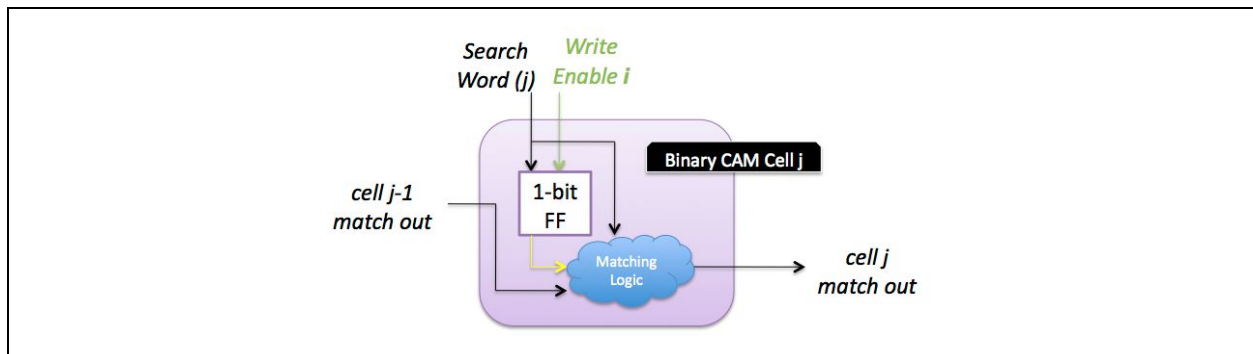 Search
Word (j)
Write
Enable i
Binary CAM Cell j
cell j-1
match out
1-bit
FF
Matching
Logic
cell j
match out